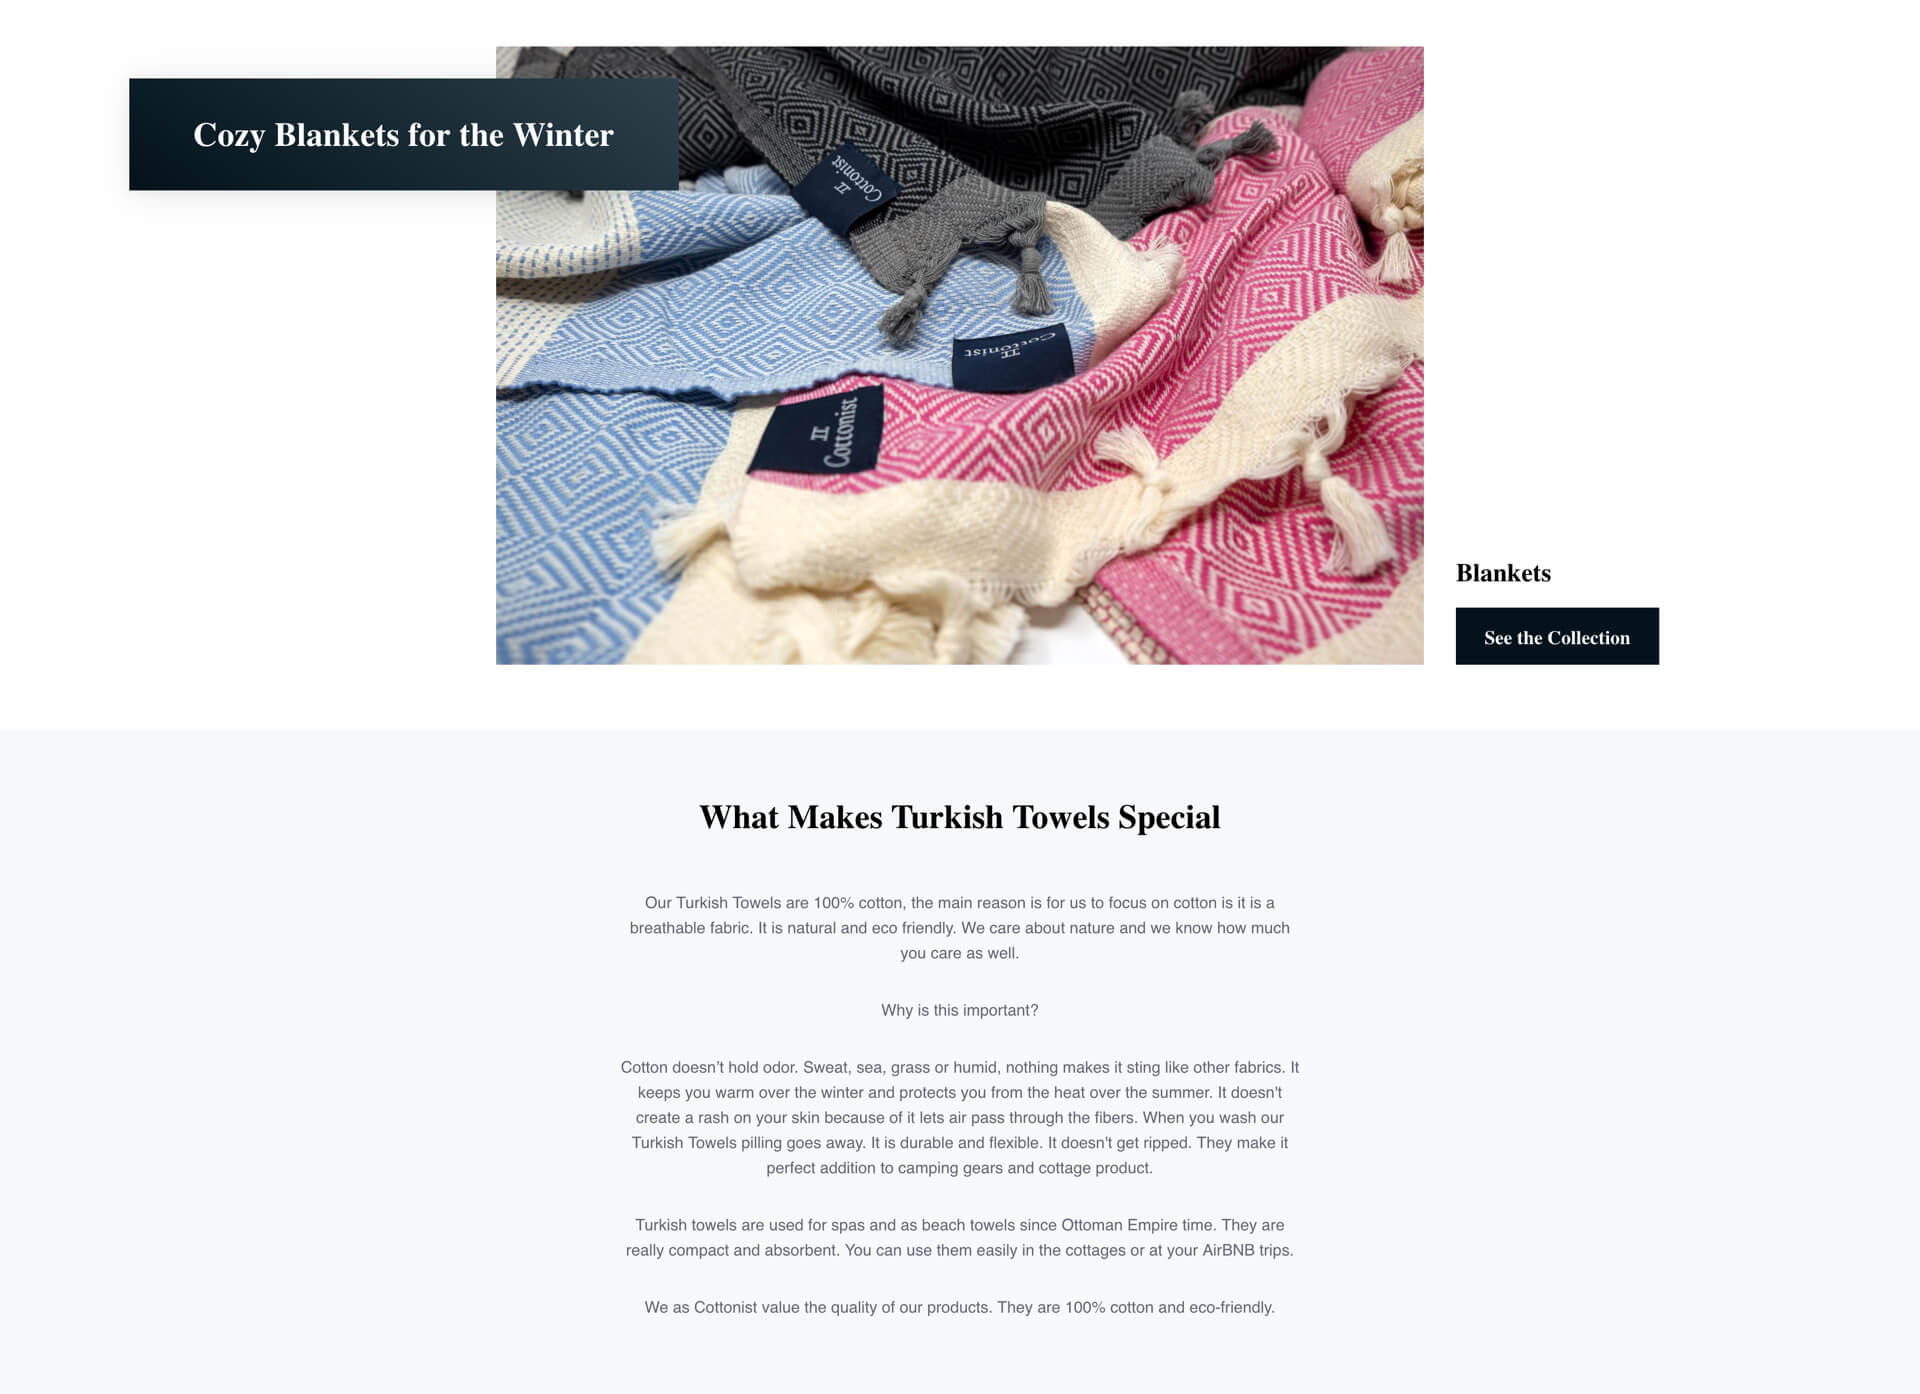 Cozy Blankets for the Winter
Cottonist
Cottonist
Cottonist
Blankets
See the Collection
What Makes Turkish Towels Special
Our Turkish Towels are 100% cotton, the main reason is for us to focus on cotton is it is a
breathable fabric. It is natural and eco friendly. We care about nature and we know how much
you care as well.
Why is this important?
Cotton doesn’t hold odor. Sweat, sea, grass or humid, nothing makes it sting like other fabrics. It
keeps you warm over the winter and protects you from the heat over the summer. It doesn't
create a rash on your skin because of it lets air pass through the fibers. When you wash our
Turkish Towels pilling goes away. It is durable and flexible. It doesn't get ripped. They make it
perfect addition to camping gears and cottage product.
Turkish towels are used for spas and as beach towels since Ottoman Empire time. They are
really compact and absorbent. You can use them easily in the cottages or at your AirBNB trips.
We as Cottonist value the quality of our products. They are 100% cotton and eco-friendly.